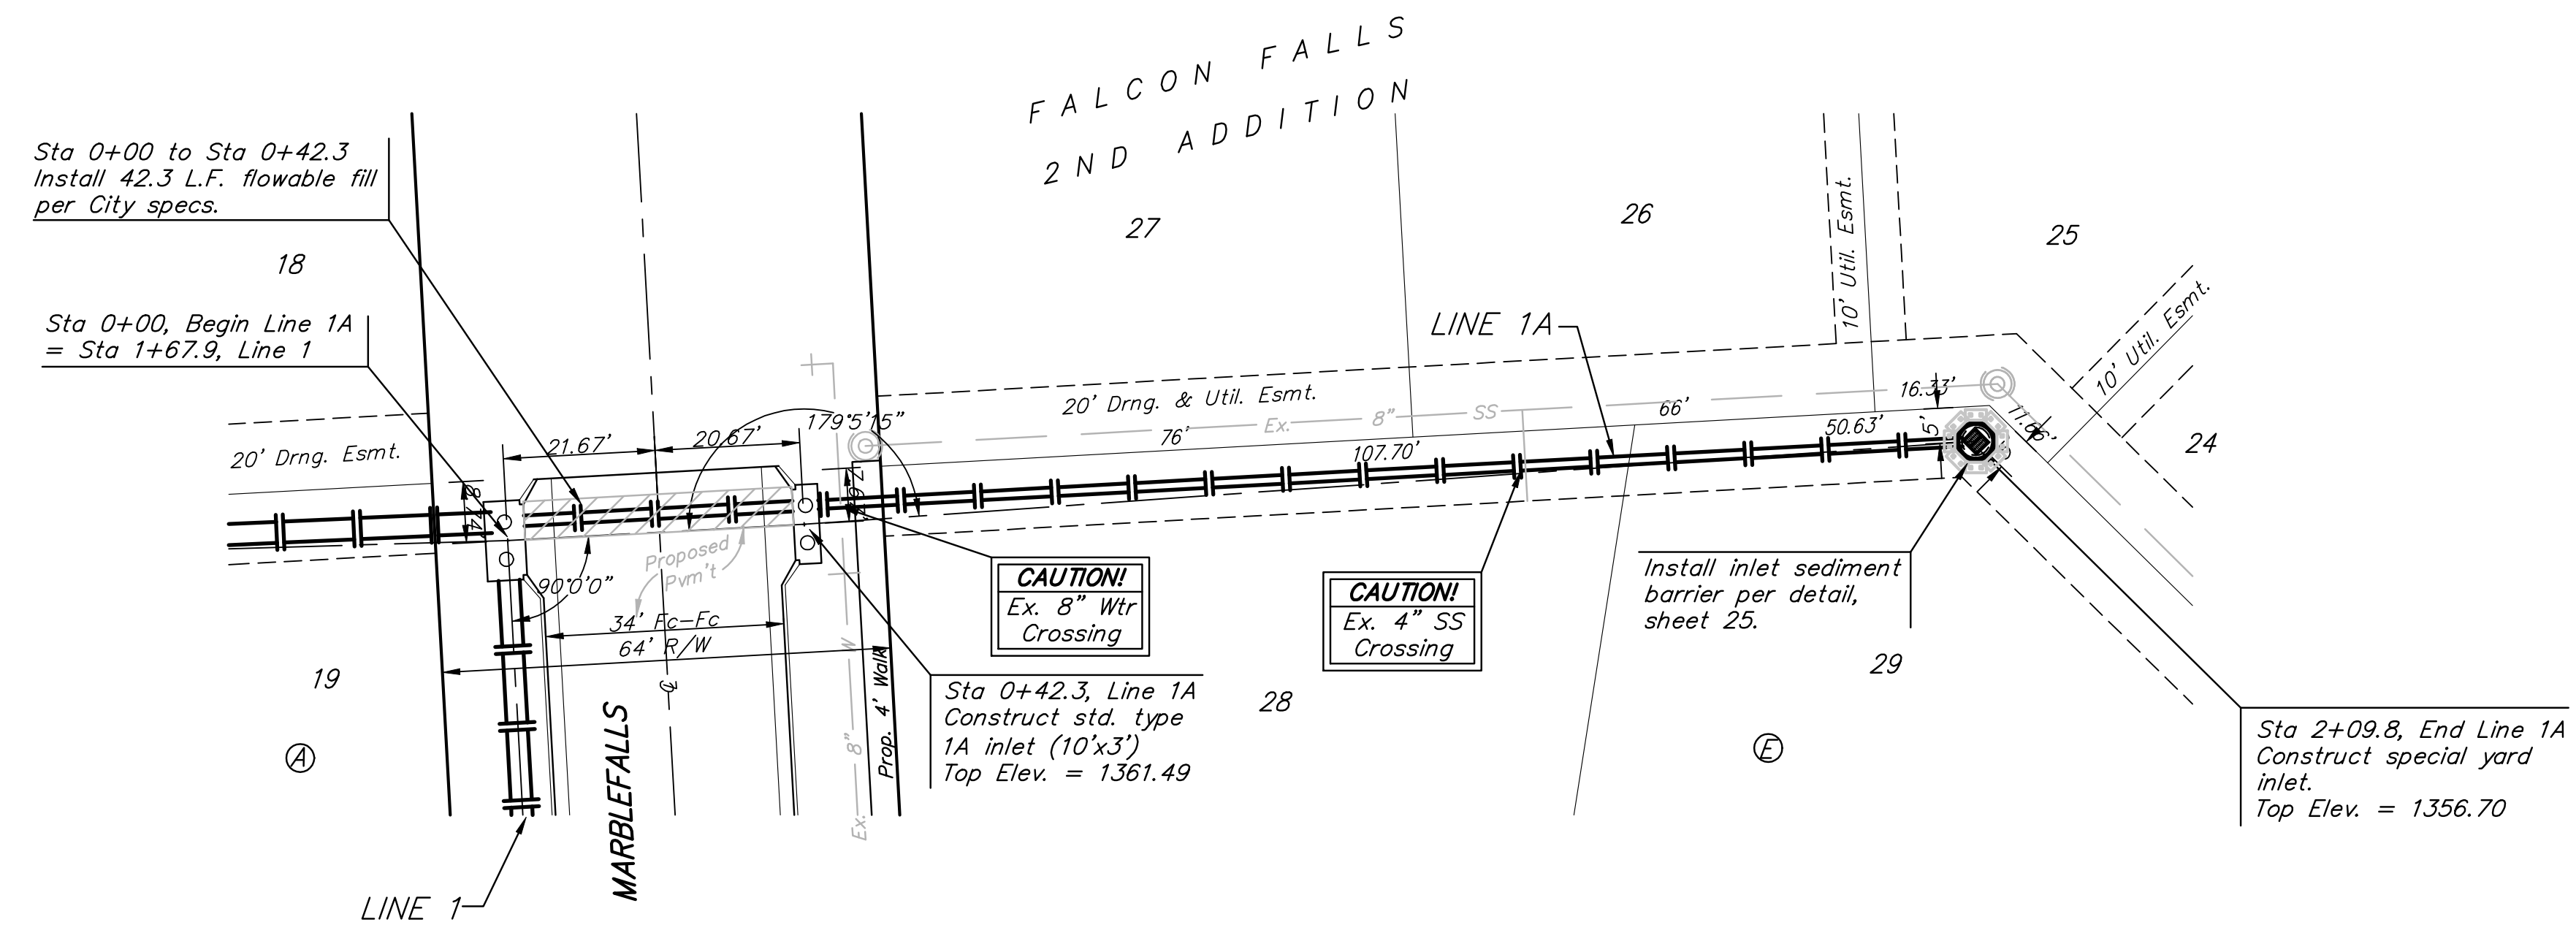 FALCON FALLS
2ND ADDITION
Sta 0+00 to Sta 0+42.3
Install 42.3 L.F. flowable fill
per City specs.
18
27
26
25
10' Util. Esmt.
10' Util. Esmt.
Sta 0+00, Begin Line 1A
= Sta 1+67.9, Line 1
LINE 1A
20' Drng. & Util. Esmt.
Ex. 8" SS
16.33'
11.66'
24
179°5'15"
21.67'
20.67'
76'
66'
107.70'
50.63'
5'
20' Drng. Esmt.
8.74'
90°0'0"
Proposed
Pvm't
34' Fc-Fc
64' R/W
CAUTION!
Ex. 8" Wtr
Crossing
CAUTION!
Ex. 4" SS
Crossing
Install inlet sediment
barrier per detail,
sheet 25.
19
28
29
A
E
Sta 0+42.3, Line 1A
Construct std. type
1A inlet (10'x3')
Top Elev. = 1361.49
Prop. 4' Walk
Ex. 8" W
MARBLEFALLS
Sta 2+09.8, End Line 1A
Construct special yard
inlet.
Top Elev. = 1356.70
LINE 1